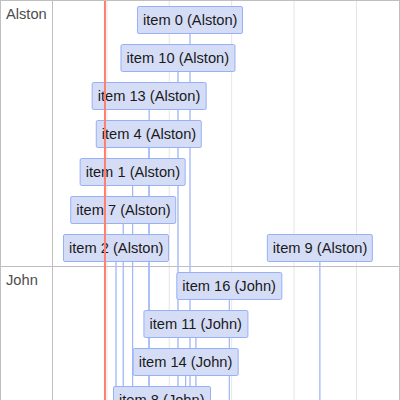 Alston
item 0 (Alston)
item 10 (Alston)
item 13 (Alston)
item 4 (Alston)
item 1 (Alston)
item 7 (Alston)
item 2 (Alston)
item 9 (Alston)
John
item 16 (John)
item 11 (John)
item 14 (John)
item 8 (John)